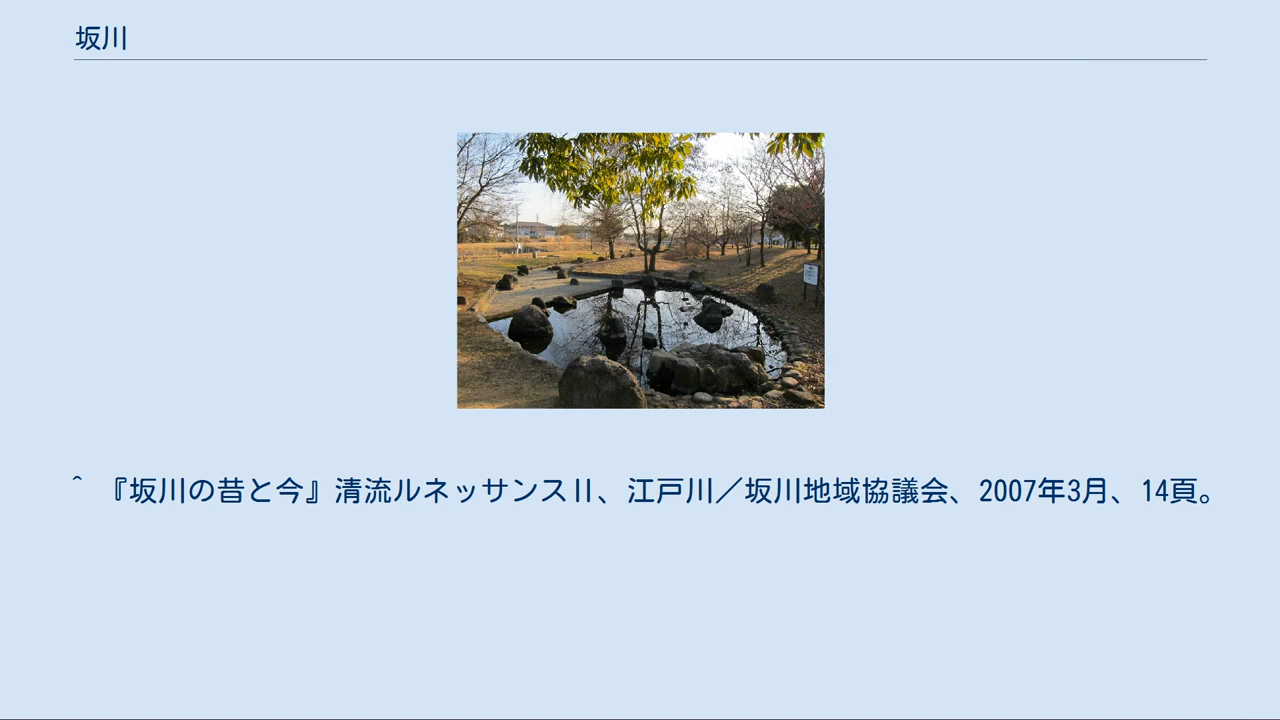 坂川
^ 『坂川の昔と今』清流ルネッサンスⅡ、江戸川／坂川地域協議会、2007年3月、14頁。